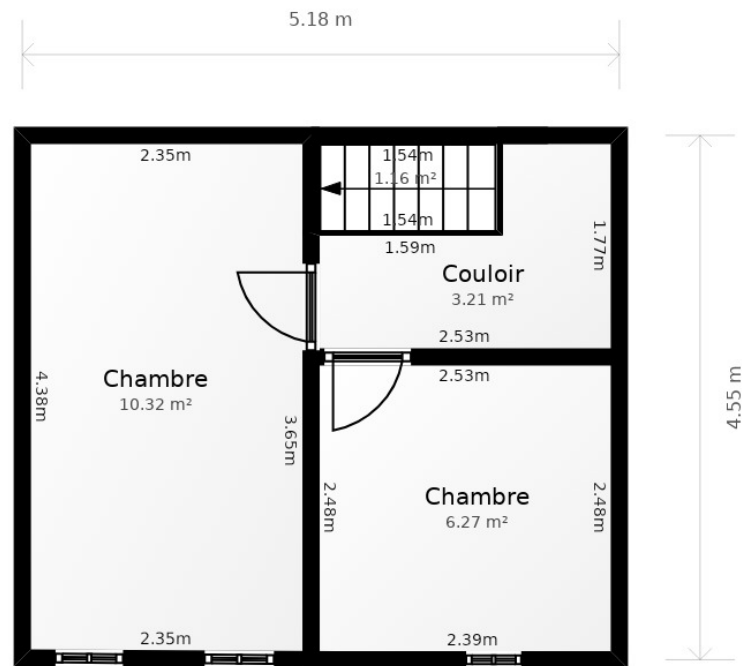 5.18 m
2.35m
1.54m
1.16 m²
1.54m
1.59m
1.77m
Couloir
3.21 m²
2.53m
2.53m
4.55 m
Chambre
10.32 m²
4.38m
3.65m
2.48m
Chambre
6.27 m²
2.48m
2.35m
2.39m